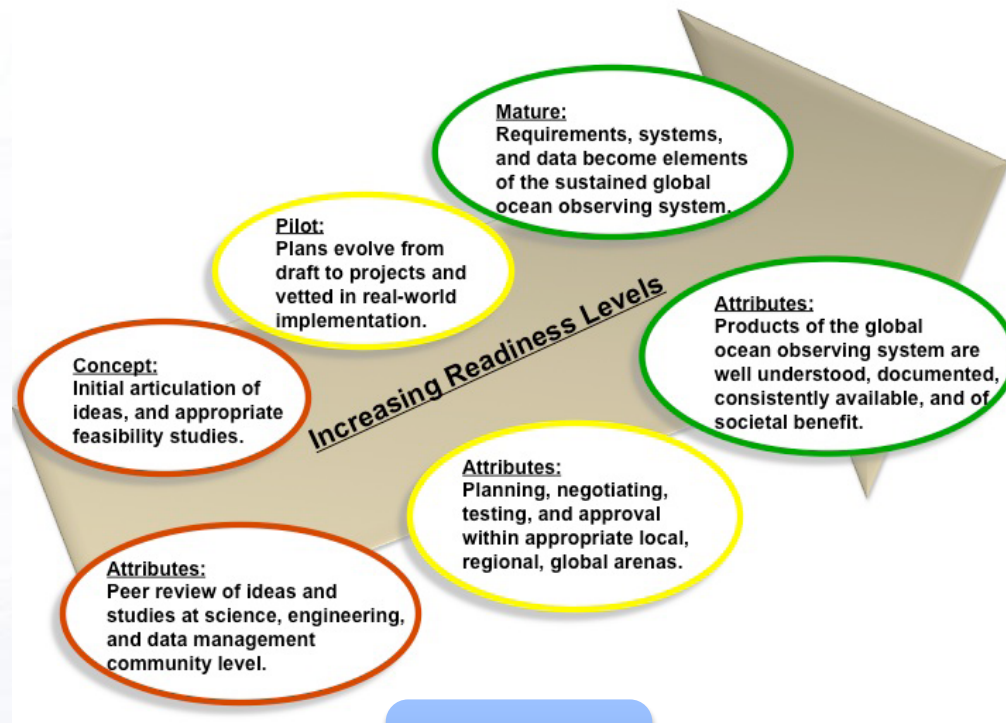 Mature:
Requirements, systems,
and data become elements
of the sustained global
ocean observing system.
Pilot:
Plans evolve from
draft to projects and
vetted in real-world
implementation.
Concept:
Initial articulation of
ideas, and appropriate
feasibility studies.
Increasing Readiness Levels
Attributes:
Products of the global
ocean observing system are
well understood, documented,
consistently available, and of
societal benefit.
Attributes:
Planning, negotiating,
testing, and approval
within appropriate local,
regional, global arenas.
Attributes:
Peer review of ideas and
studies at science, engineering,
and data management
community level.